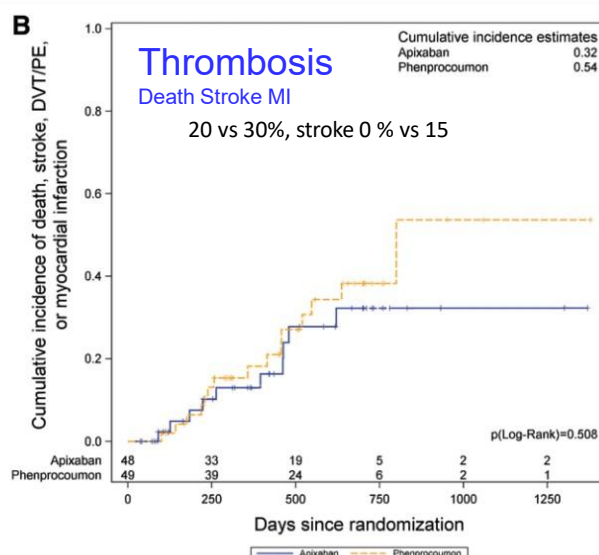 B
Cumulative incidence of death, stroke, DVT/PE,
or myocardial infarction
1.0
0.8
0.6
0.4
0.2
0.0
Thrombosis
Death Stroke MI
20 vs 30%, stroke 0 % vs 15
Cumulative incidence estimates
Apixaban 0.32
Phenprocoumon 0.54
p(Log-Rank)=0.508
Apixaban 48 33 19 5 2 2
Phenprocoumon 49 39 24 6 2 1
0 250 500 750 1000 1250
Days since randomization
Apixaban Phenprocoumon